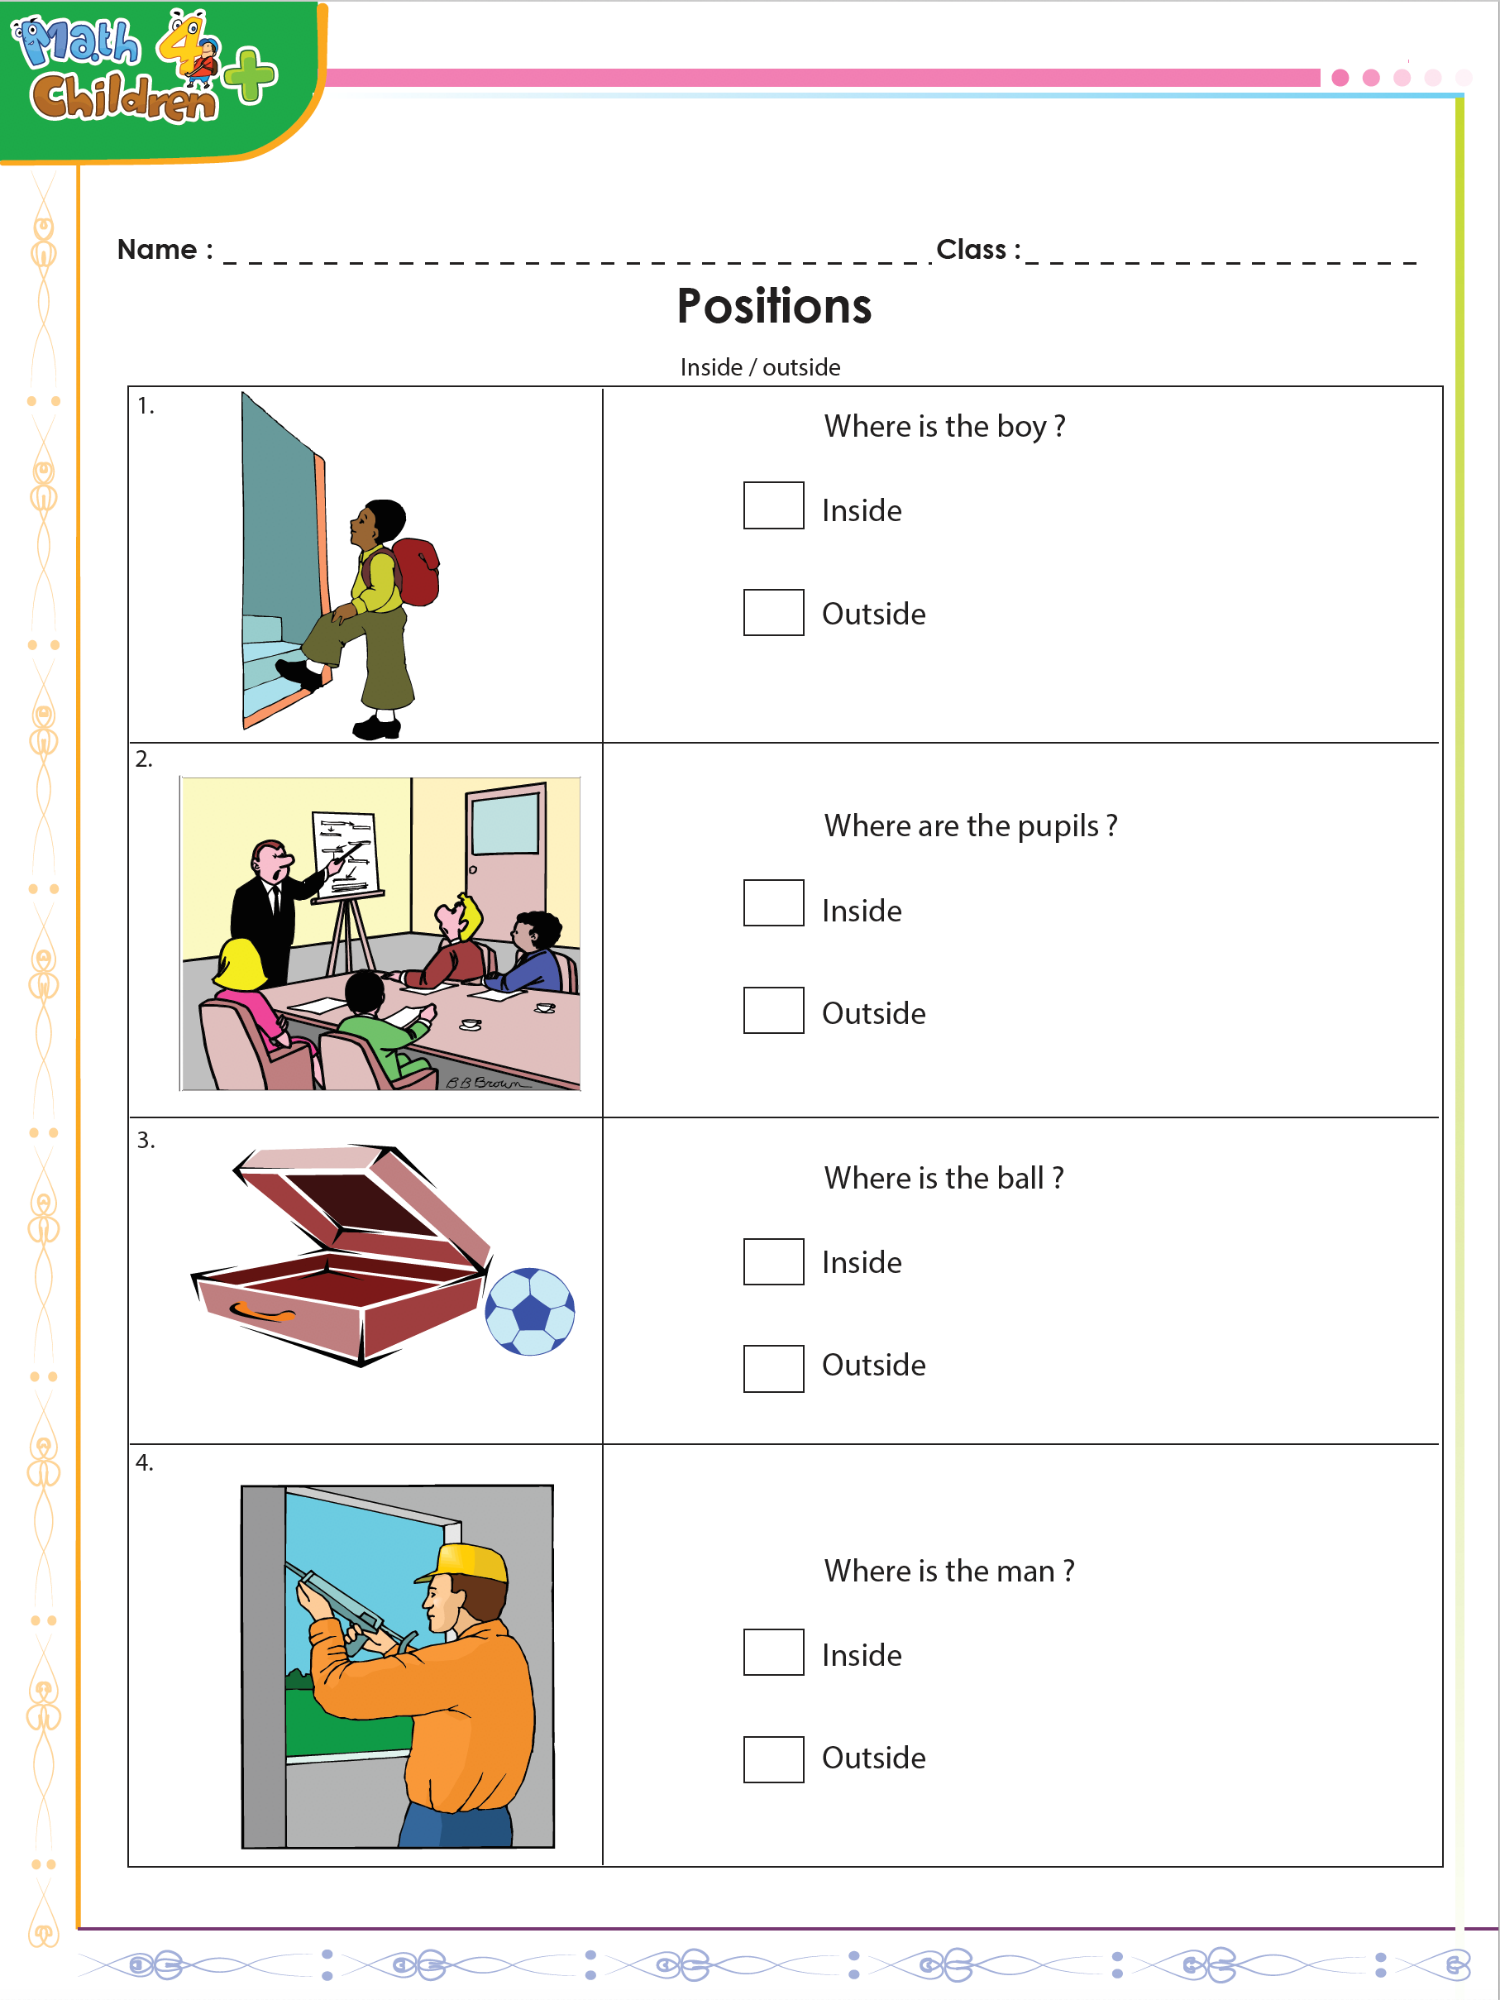 Math 4
Children +
Name : Class :
Positions
Inside / outside
1.
Where is the boy ?
Inside
Outside
2.
Where are the pupils ?
Inside
Outside
B B Brown
3.
Where is the ball ?
Inside
Outside
4.
Where is the man ?
Inside
Outside